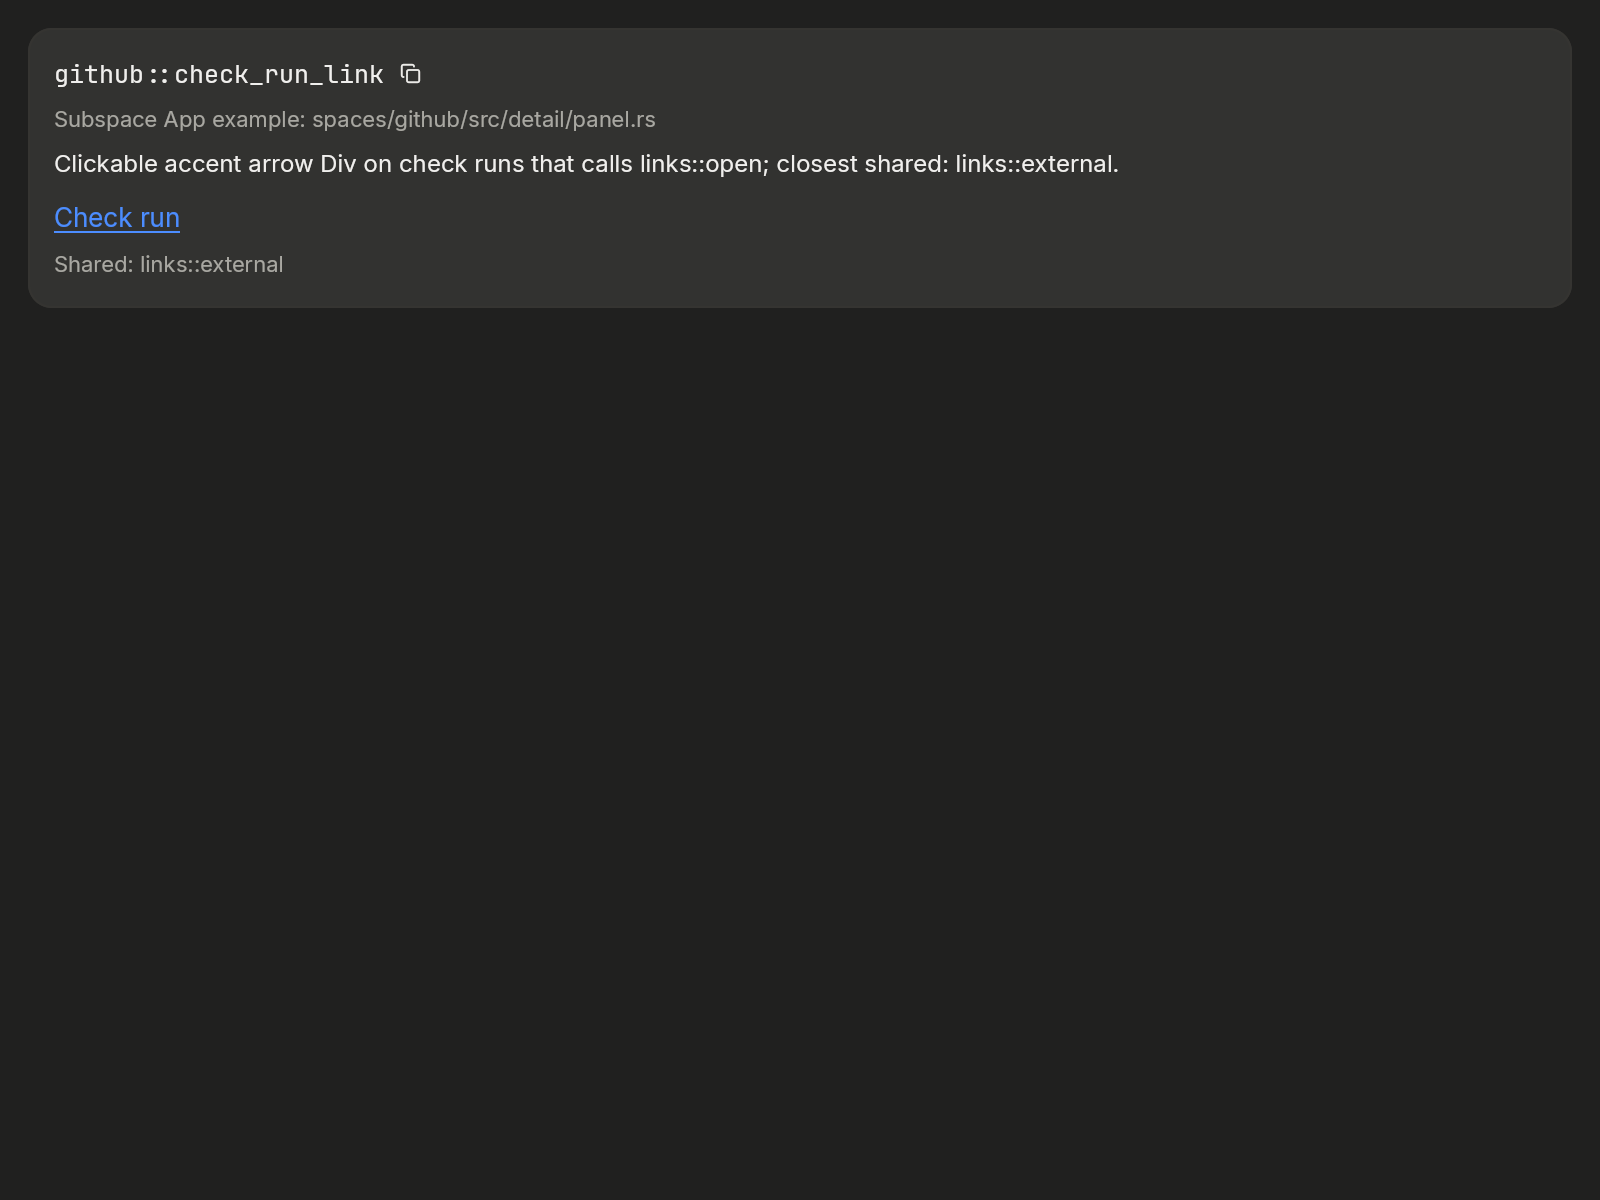 github::check_run_link
Subspace App example: spaces/github/src/detail/panel.rs
Clickable accent arrow Div on check runs that calls links::open; closest shared: links::external.
Check run
Shared: links::external